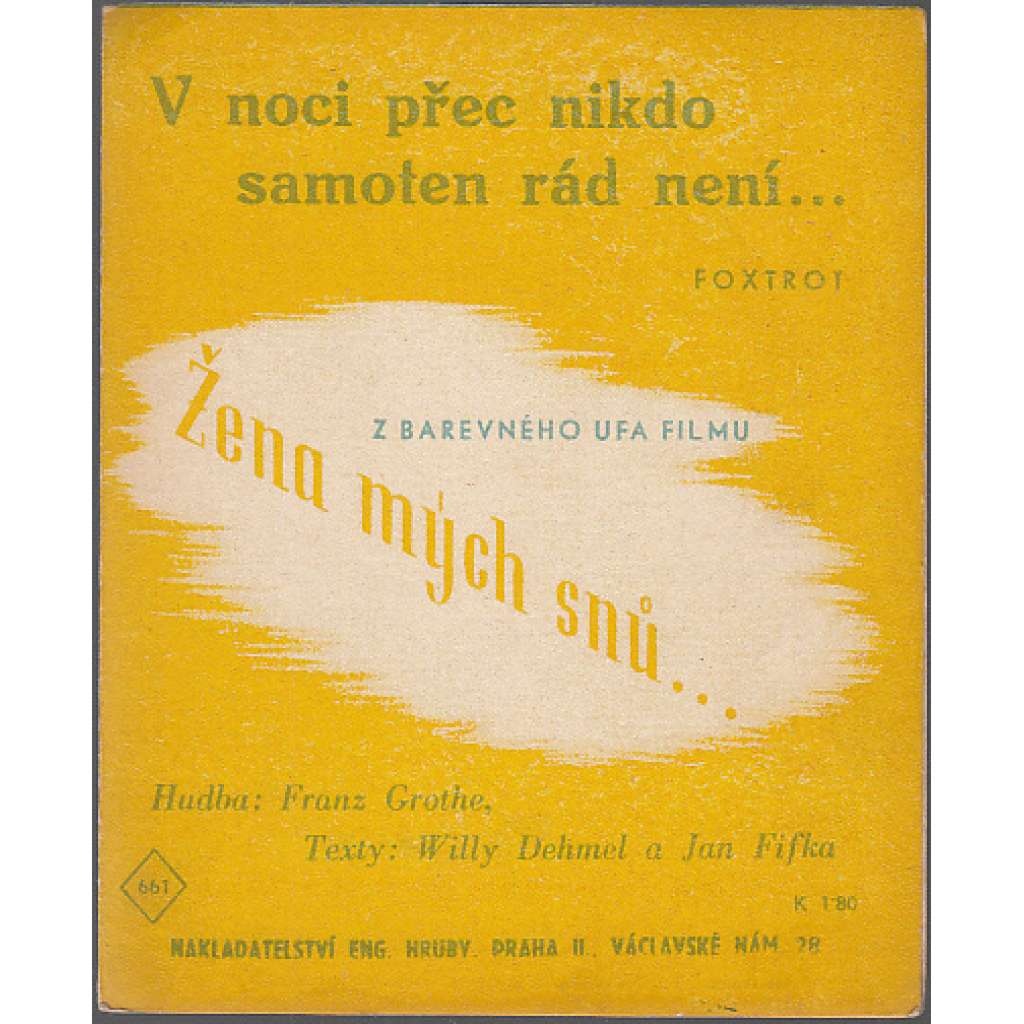 V noci přec nikdo
samoten rád není...
FOXTROT
Z BAREVNÉHO UFA FILMU
Žena mých snů...
Hudba: Franz Grothe,
Texty: Willy Dehmel a Jan Fifka
661
K 1·80
NAKLADATELSTVÍ ENG. HRUBY. PRAHA II., VÁCLAVSKÉ NÁM. 28